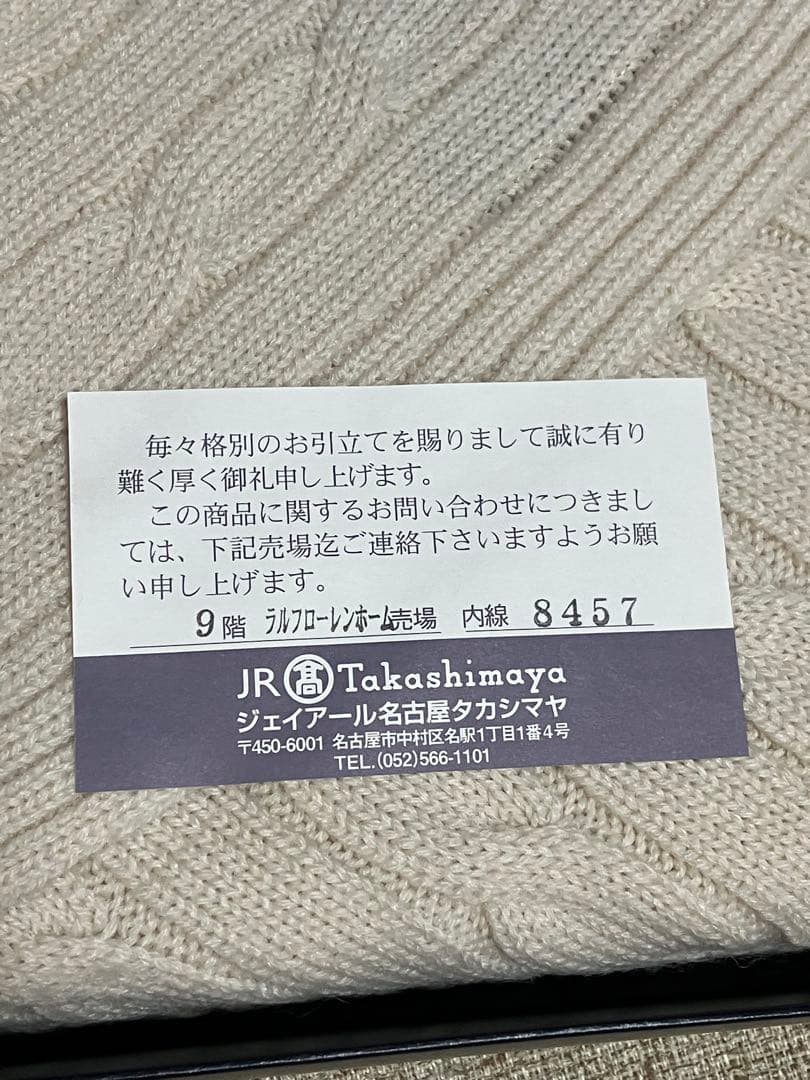 毎々格別のお引立てを賜りまして誠に有り
難く厚く御礼申し上げます。
この商品に関するお問い合わせにつきまし
ては、下記売場迄ご連絡下さいますようお願
い申し上げます。
9階 ラルフローレンホーム売場 内線 8457
JR 髙 Takashimaya
ジェイアール名古屋タカシマヤ
〒450-6001 名古屋市中村区名駅1丁目1番4号
TEL.(052)566-1101